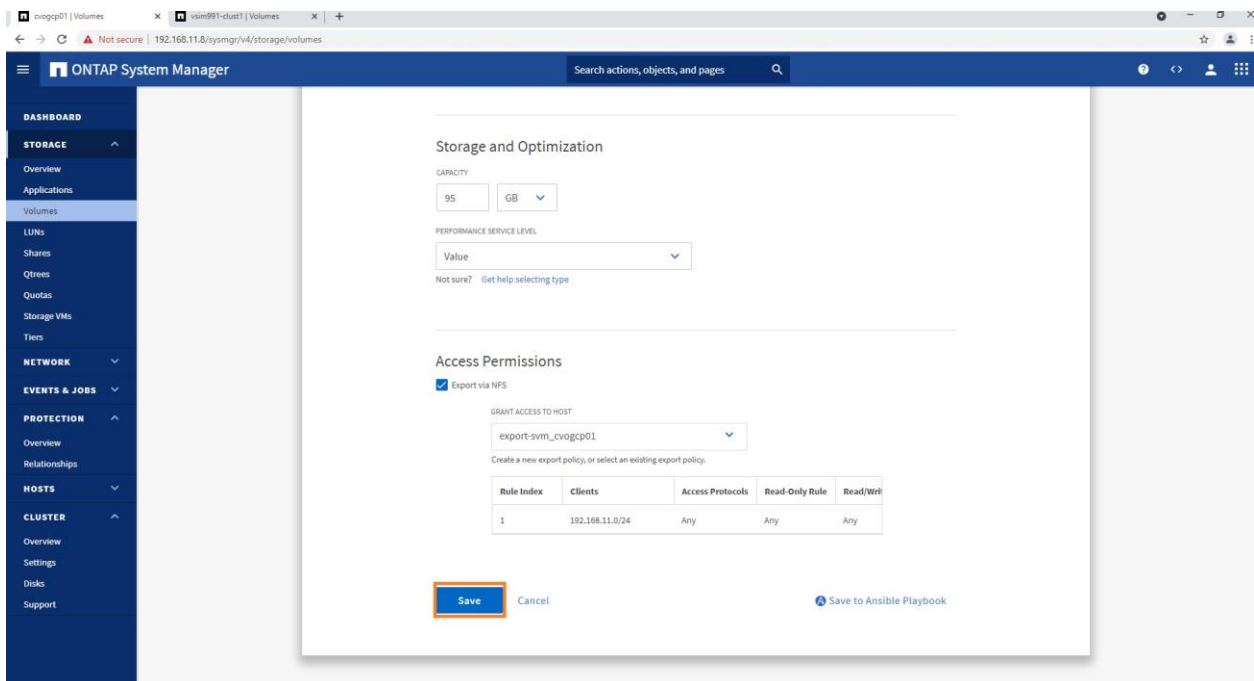 cvogcp01 | Volumes
vsim991-clust1 | Volumes
Not secure | 192.168.11.8/sysmgr/v4/storage/volumes
ONTAP System Manager
Search actions, objects, and pages
DASHBOARD
STORAGE
Overview
Applications
Volumes
LUNs
Shares
Qtrees
Quotas
Storage VMs
Tiers
NETWORK
EVENTS & JOBS
PROTECTION
Overview
Relationships
HOSTS
CLUSTER
Overview
Settings
Disks
Support
Storage and Optimization
CAPACITY
95 GB
PERFORMANCE SERVICE LEVEL
Value
Not sure? Get help selecting type
Access Permissions
Export via NFS
GRANT ACCESS TO HOST
export-svm_cvogcp01
Create a new export policy, or select an existing export policy.
Rule Index Clients Access Protocols Read-Only Rule Read/Wri
1 192.168.11.0/24 Any Any Any
Save Cancel Save to Ansible Playbook